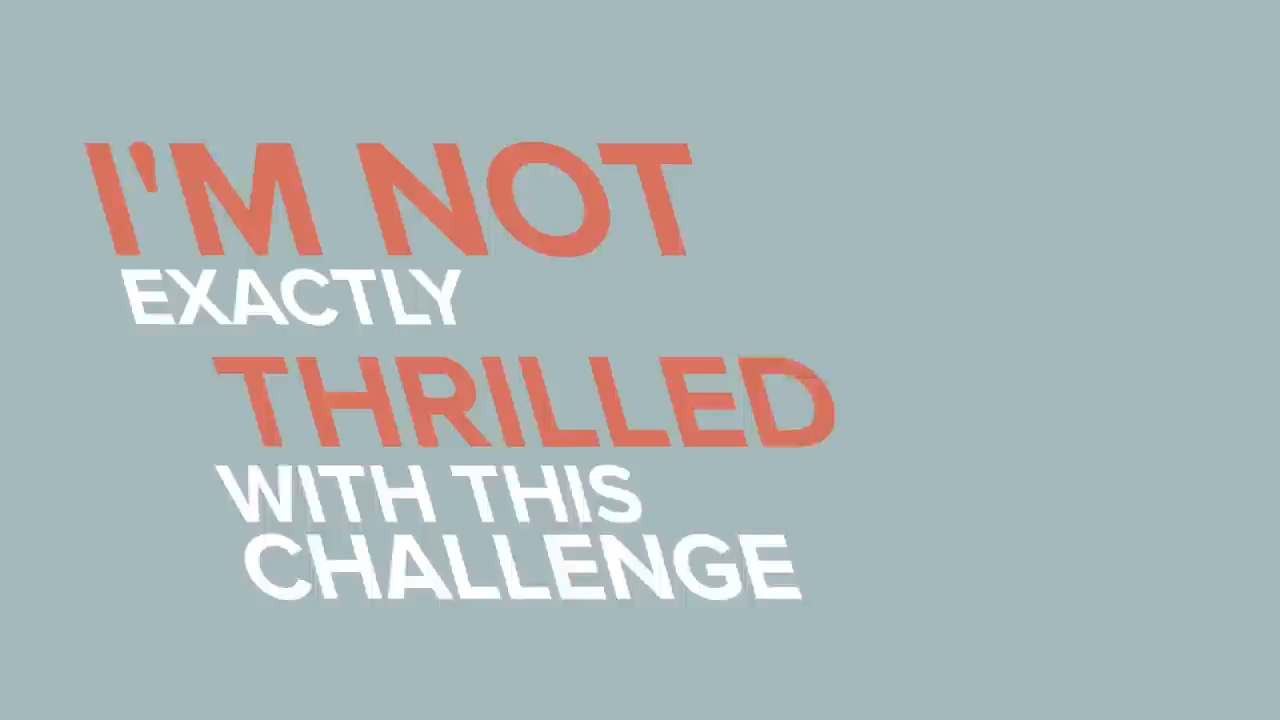 I'M NOT
EXACTLY
THRILLED
WITH THIS
CHALLENGE